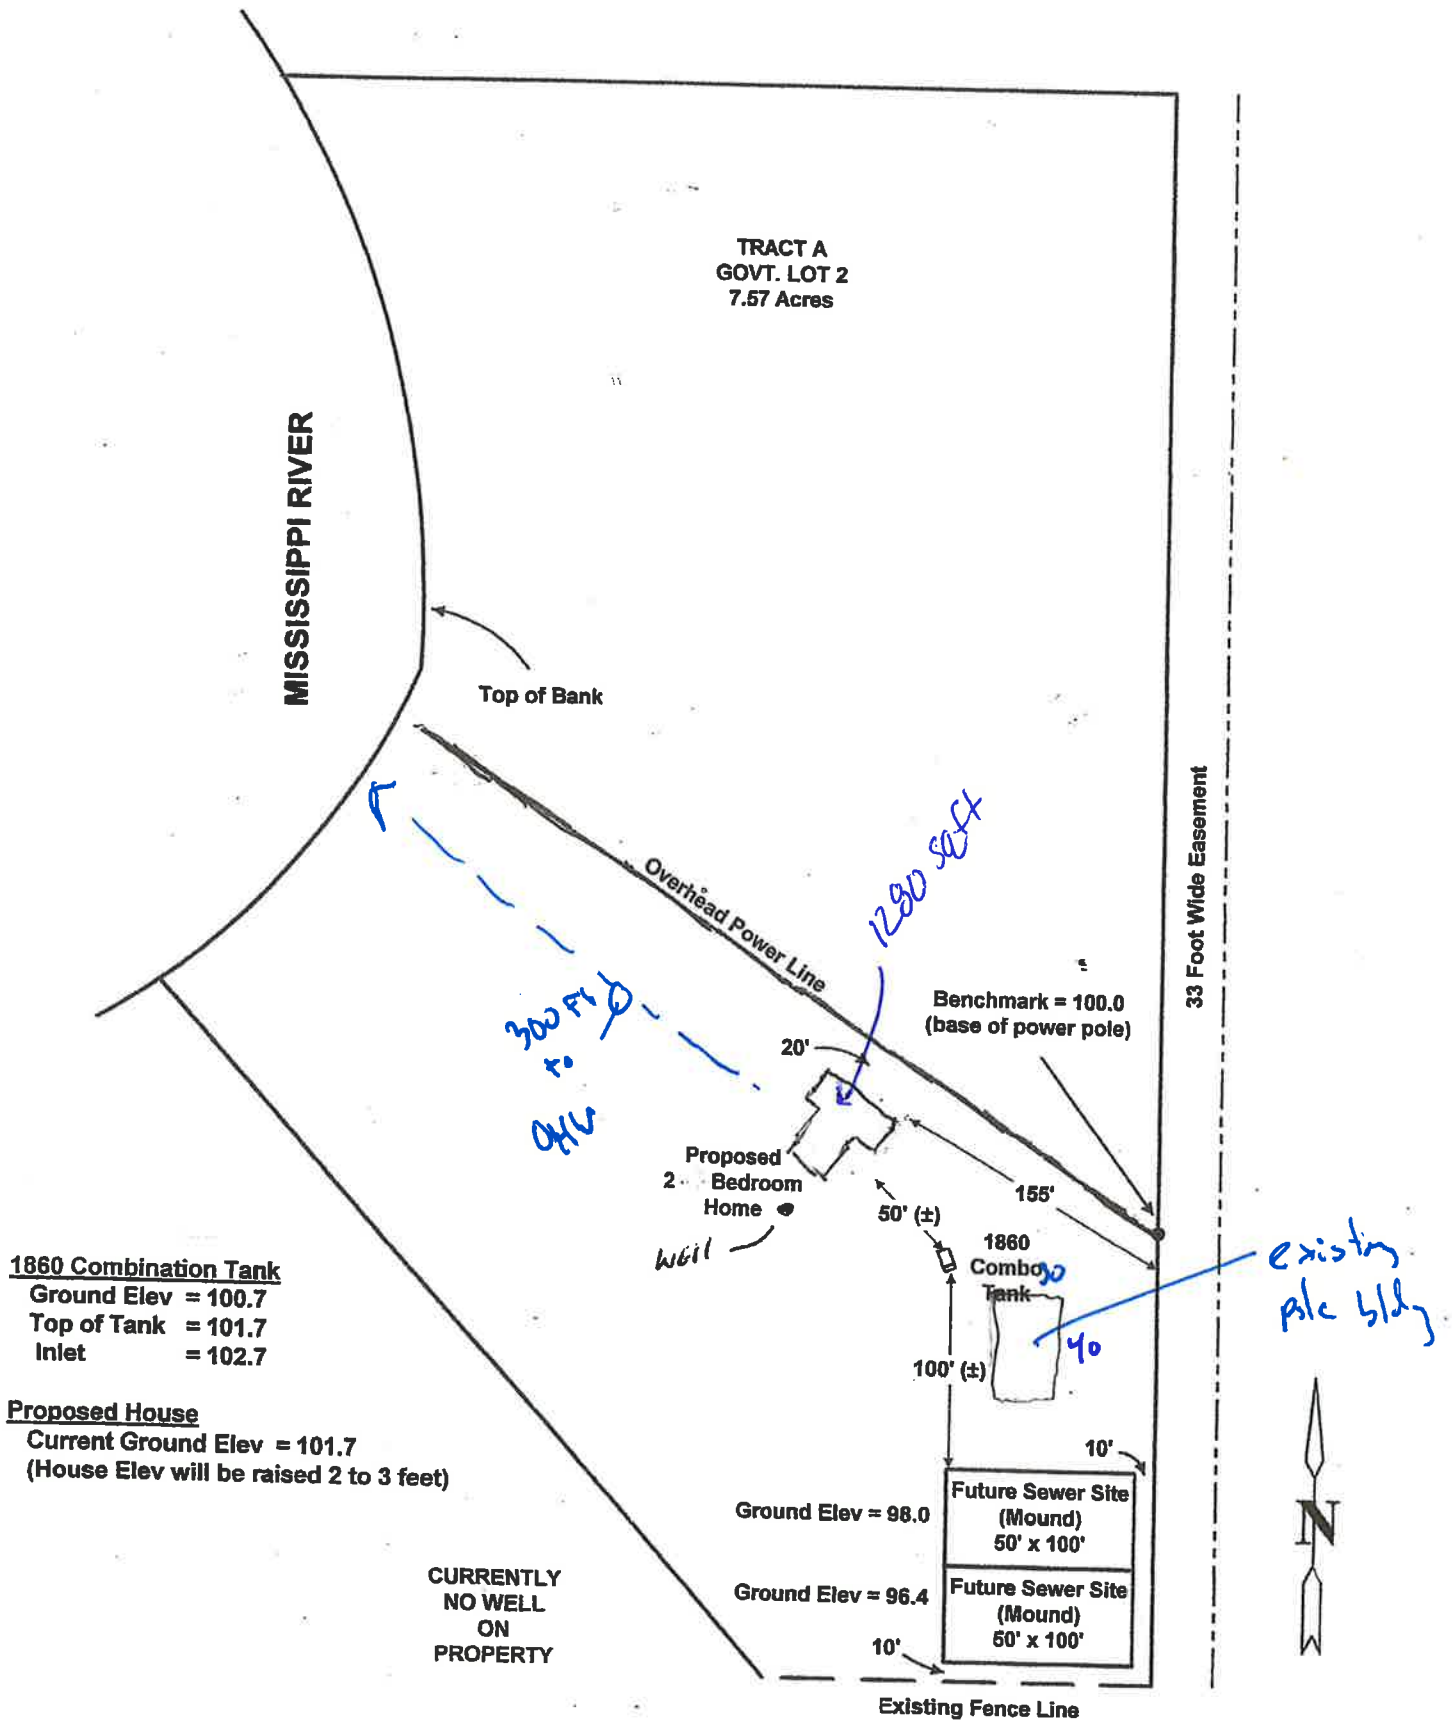 TRACT A
GOVT. LOT 2
7.57 Acres
MISSISSIPPI RIVER
Top of Bank
33 Foot Wide Easement
1280 sqft
Overhead Power Line
Benchmark = 100.0
(base of power pole)
300 Ft
to
OHW
20'
Proposed
2 Bedroom
Home
well
155'
50' (±)
1860
Combo
Tank
30
40
existing
pole bldg
100' (±)
1860 Combination Tank
Ground Elev = 100.7
Top of Tank = 101.7
Inlet = 102.7
Proposed House
Current Ground Elev = 101.7
(House Elev will be raised 2 to 3 feet)
10'
Ground Elev = 98.0
Future Sewer Site
(Mound)
50' x 100'
Ground Elev = 96.4
Future Sewer Site
(Mound)
50' x 100'
N
CURRENTLY
NO WELL
ON
PROPERTY
10'
Existing Fence Line